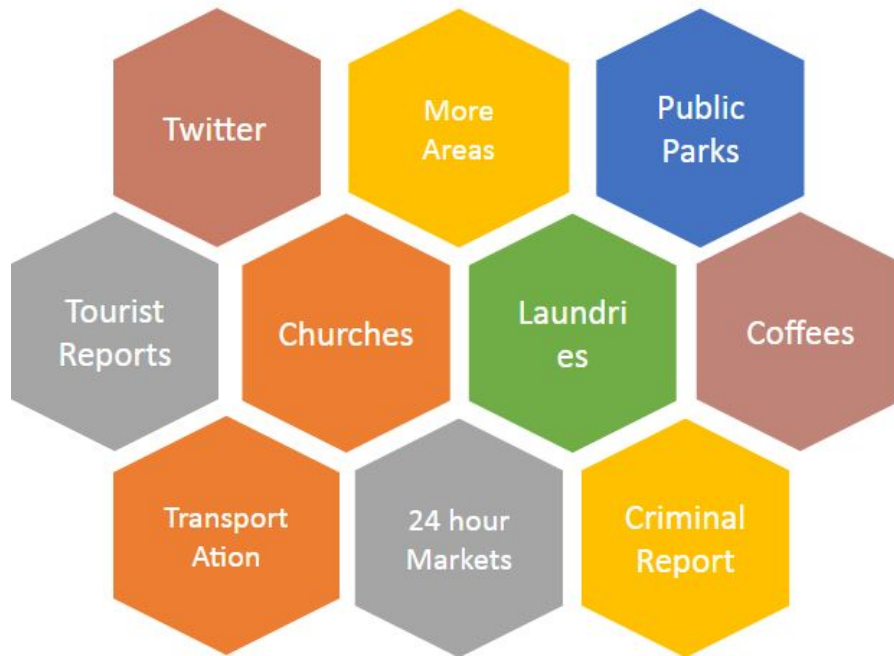 Twitter
More
Areas
Public
Parks
Tourist
Reports
Churches
Laundri
es
Coffees
Transport
Ation
24 hour
Markets
Criminal
Report